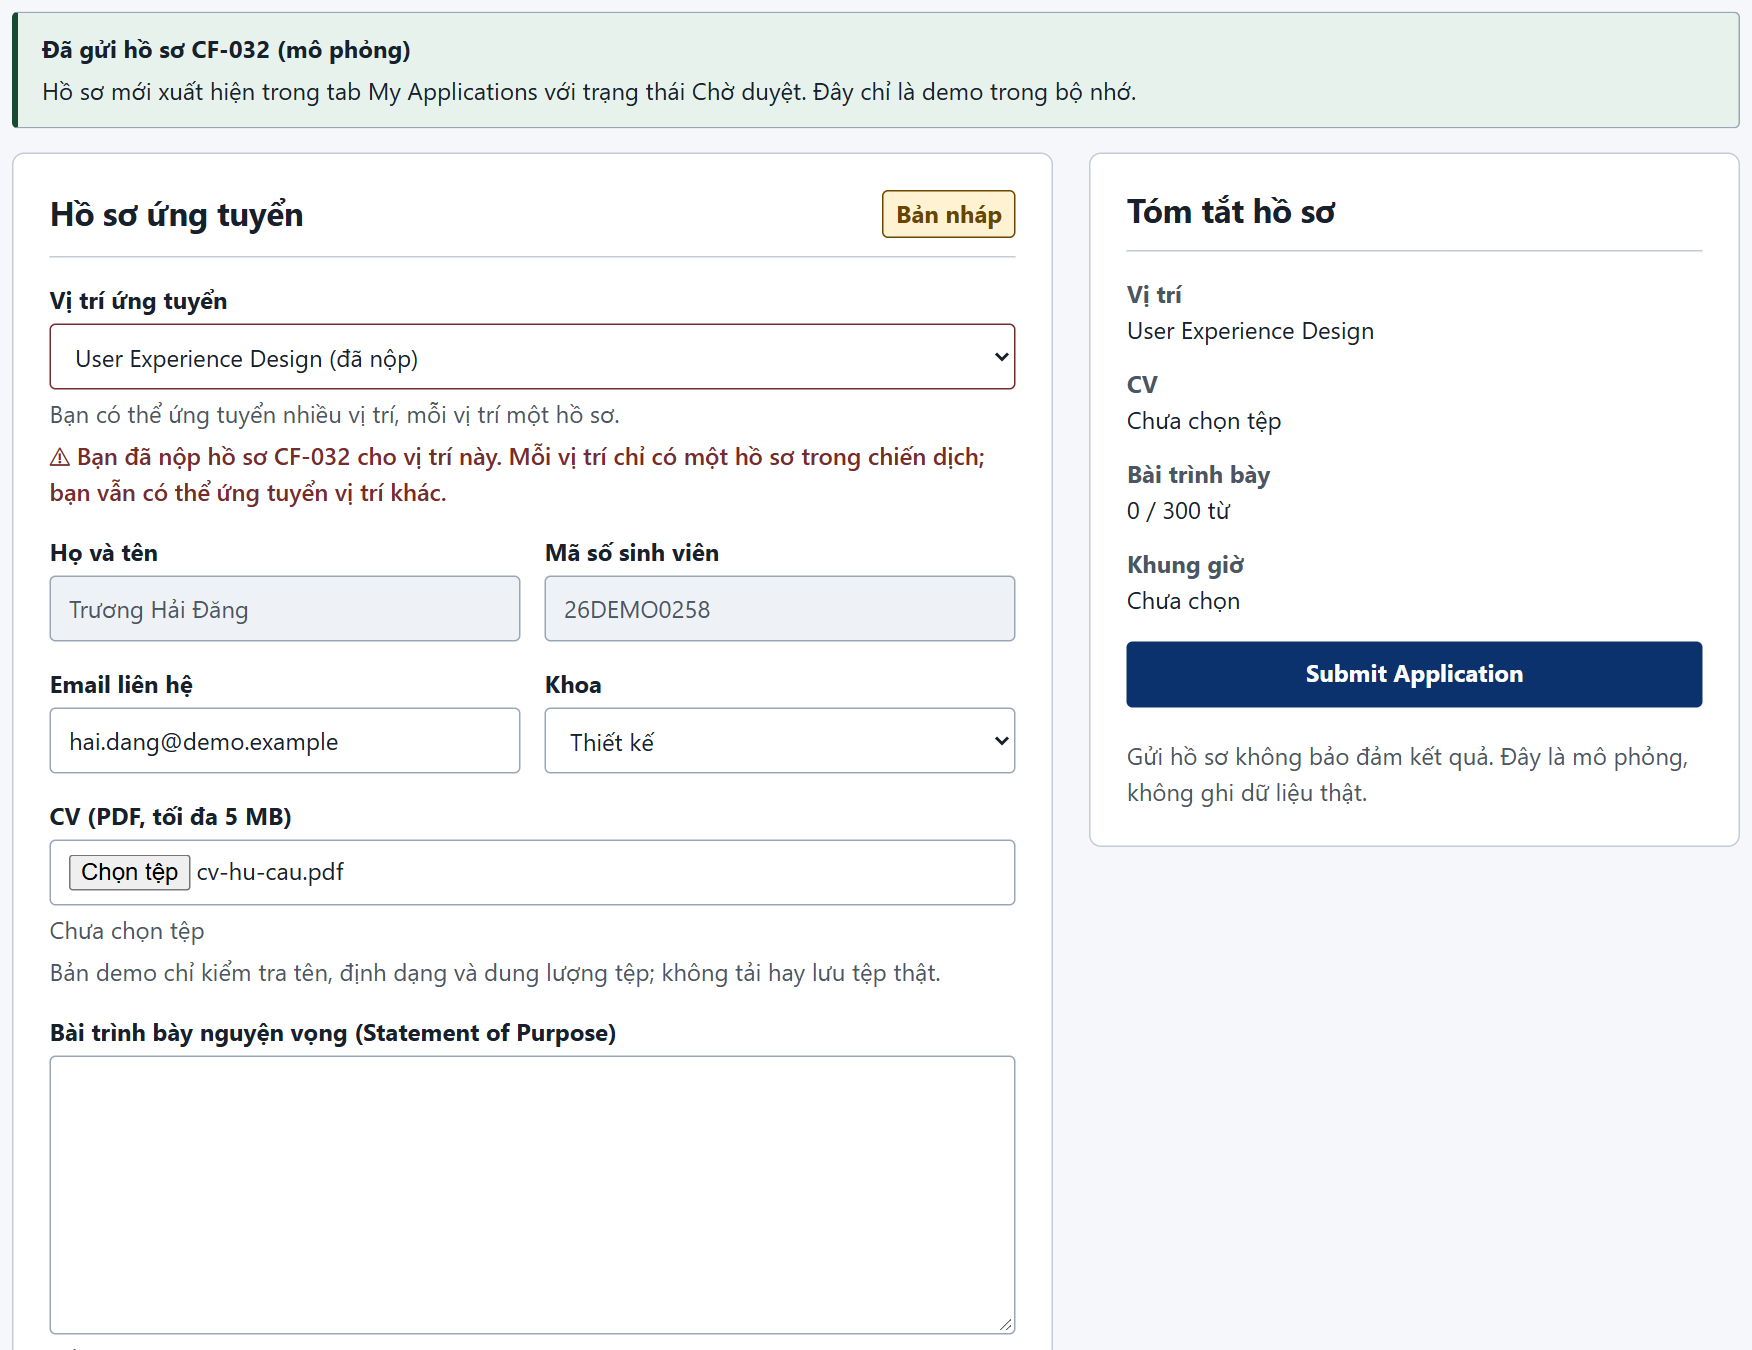 Đã gửi hồ sơ CF-032 (mô phỏng)
Hồ sơ mới xuất hiện trong tab My Applications với trạng thái Chờ duyệt. Đây chỉ là demo trong bộ nhớ.
Hồ sơ ứng tuyển
Bản nháp
Vị trí ứng tuyển
User Experience Design (đã nộp)
Bạn có thể ứng tuyển nhiều vị trí, mỗi vị trí một hồ sơ.
⚠ Bạn đã nộp hồ sơ CF-032 cho vị trí này. Mỗi vị trí chỉ có một hồ sơ trong chiến dịch;
bạn vẫn có thể ứng tuyển vị trí khác.
Họ và tên
Trương Hải Đăng
Mã số sinh viên
26DEMO0258
Email liên hệ
hai.dang@demo.example
Khoa
Thiết kế
CV (PDF, tối đa 5 MB)
Chọn tệp cv-hu-cau.pdf
Chưa chọn tệp
Bản demo chỉ kiểm tra tên, định dạng và dung lượng tệp; không tải hay lưu tệp thật.
Bài trình bày nguyện vọng (Statement of Purpose)
Tóm tắt hồ sơ
Vị trí
User Experience Design
CV
Chưa chọn tệp
Bài trình bày
0 / 300 từ
Khung giờ
Chưa chọn
Submit Application
Gửi hồ sơ không bảo đảm kết quả. Đây là mô phỏng,
không ghi dữ liệu thật.